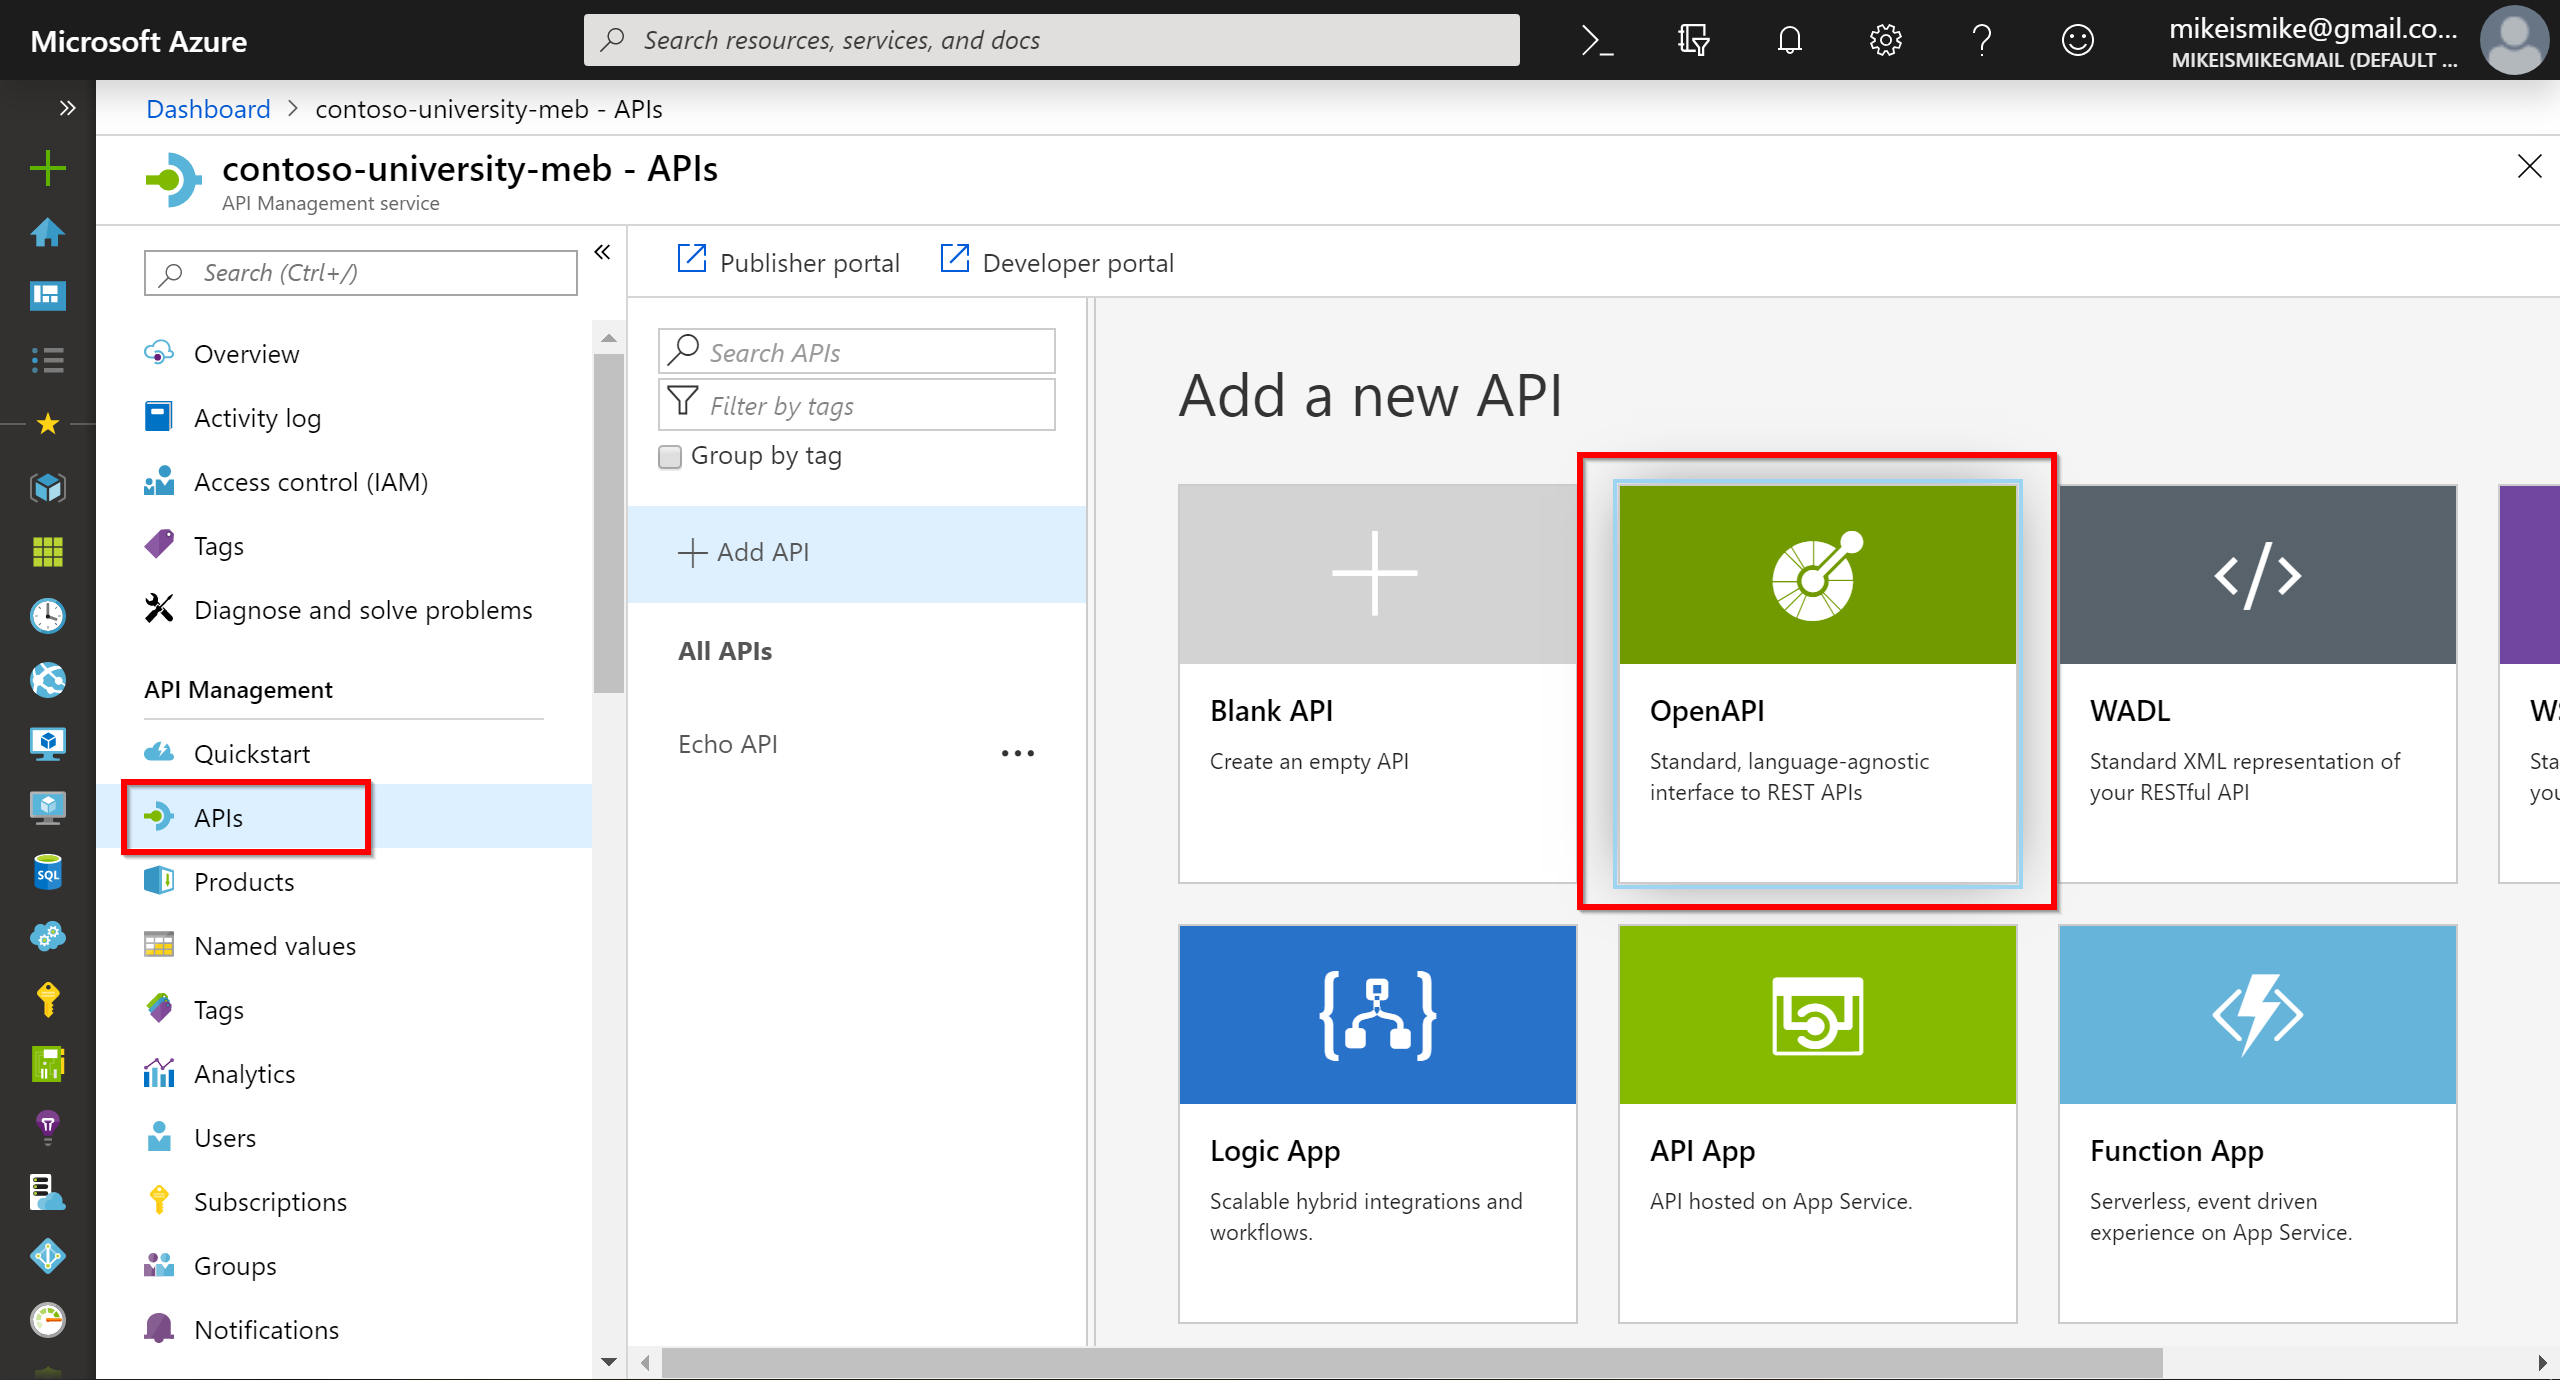 Microsoft Azure
Search resources, services, and docs
mikeismike@gmail.co...
MIKEISMIKEGMAIL (DEFAULT ...
Dashboard > contoso-university-meb - APIs
contoso-university-meb - APIs
API Management service
Search (Ctrl+/)
Overview
Activity log
Access control (IAM)
Tags
Diagnose and solve problems
API Management
Quickstart
APIs
Products
Named values
Tags
Analytics
Users
Subscriptions
Groups
Notifications
SQL
Publisher portal
Developer portal
Search APIs
Filter by tags
Group by tag
Add API
All APIs
Echo API
Add a new API
Blank API
Create an empty API
OpenAPI
Standard, language-agnostic
interface to REST APIs
WADL
Standard XML representation of
your RESTful API
Logic App
Scalable hybrid integrations and
workflows.
API App
API hosted on App Service.
Function App
Serverless, event driven
experience on App Service.